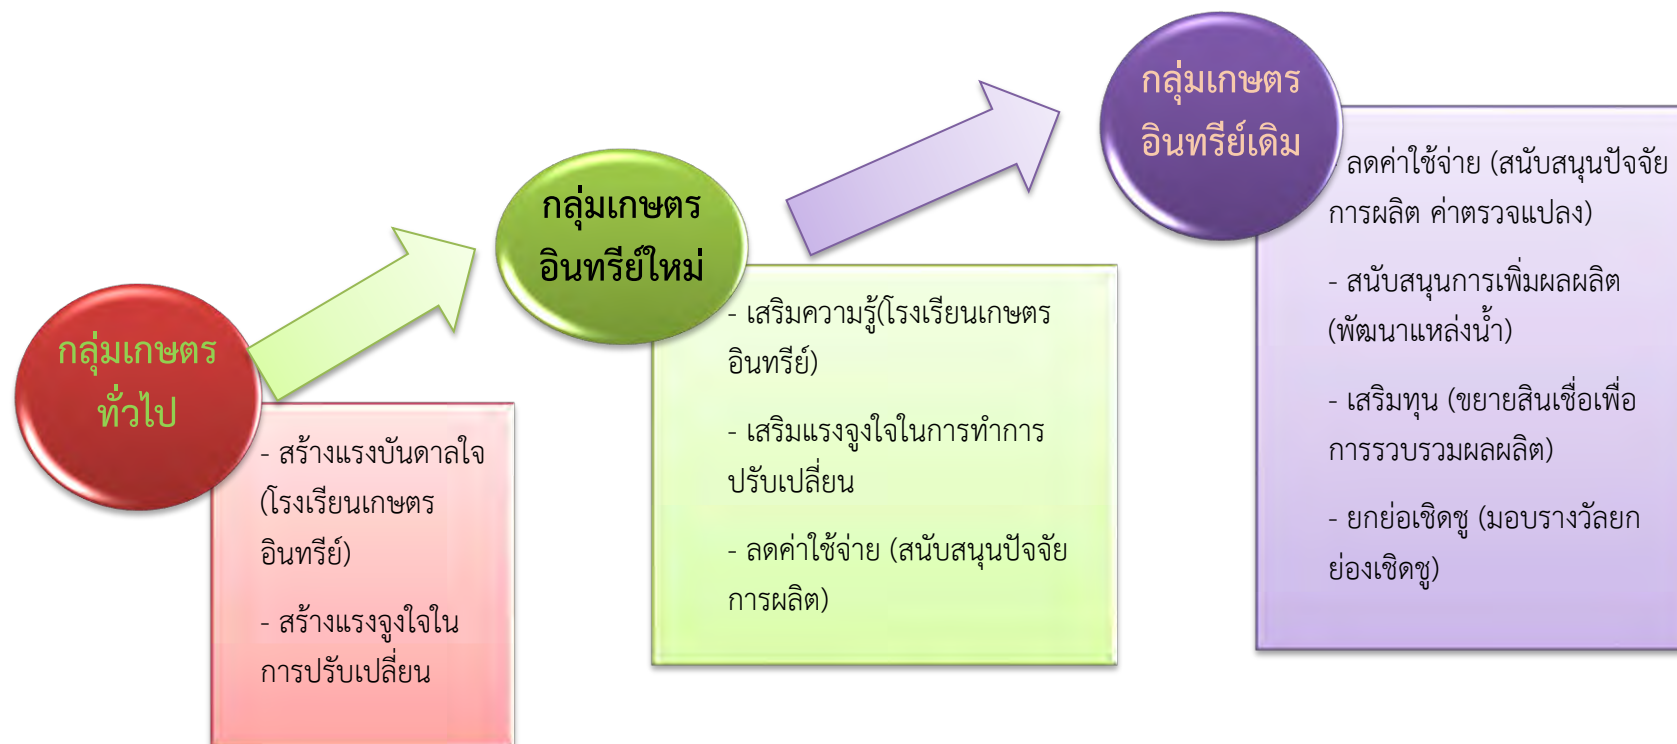 กลุ่มเกษตร
ทั่วไป
- สร้างแรงบันดาลใจ
(โรงเรียนเกษตร
อินทรีย์)
- สร้างแรงจูงใจใน
การปรับเปลี่ยน
กลุ่มเกษตร
อินทรีย์ใหม่
- เสริมความรู้(โรงเรียนเกษตร
อินทรีย์)
- เสริมแรงจูงใจในการทำการ
ปรับเปลี่ยน
- ลดค่าใช้จ่าย (สนับสนุนปัจจัย
การผลิต)
กลุ่มเกษตร
อินทรีย์เดิม
- ลดค่าใช้จ่าย (สนับสนุนปัจจัย
การผลิต ค่าตรวจแปลง)
- สนับสนุนการเพิ่มผลผลิต
(พัฒนาแหล่งน้ำ)
- เสริมทุน (ขยายสินเชื่อเพื่อ
การรวบรวมผลผลิต)
- ยกย่อเชิดชู (มอบรางวัลยก
ย่องเชิดชู)